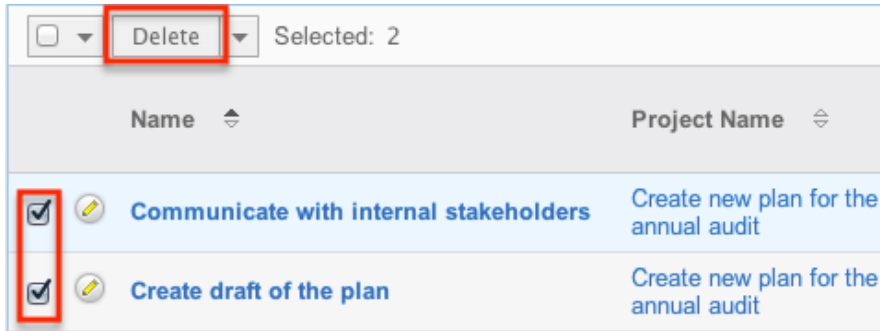 Delete Selected: 2
Name Project Name
Communicate with internal stakeholders Create new plan for the
annual audit
Create draft of the plan Create new plan for the
annual audit